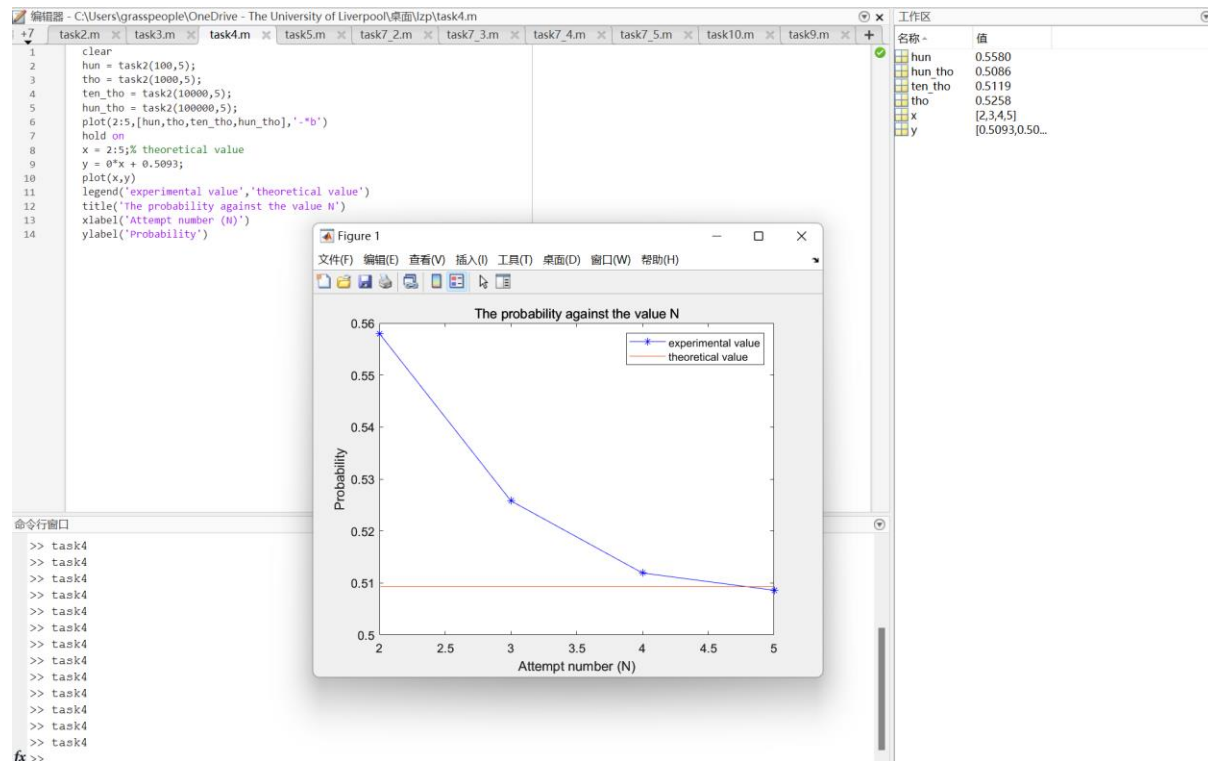 编辑器 - C:\Users\grasspeople\OneDrive - The University of Liverpool\桌面\lzp\task4.m
+7 task2.m task3.m task4.m task5.m task7_2.m task7_3.m task7_4.m task7_5.m task10.m task9.m +
1 clear
2 hun = task2(100,5);
3 tho = task2(1000,5);
4 ten_tho = task2(10000,5);
5 hun_tho = task2(100000,5);
6 plot(2:5,[hun,tho,ten_tho,hun_tho],'-*b')
7 hold on
8 x = 2:5;% theoretical value
9 y = 0*x + 0.5093;
10 plot(x,y)
11 legend('experimental value','theoretical value')
12 title('The probability against the value N')
13 xlabel('Attempt number (N)')
14 ylabel('Probability')
工作区
名称 值
hun 0.5580
hun_tho 0.5086
ten_tho 0.5119
tho 0.5258
x [2,3,4,5]
y [0.5093,0.50...
Figure 1
文件(F) 编辑(E) 查看(V) 插入(I) 工具(T) 桌面(D) 窗口(W) 帮助(H)
The probability against the value N
experimental value
theoretical value
0.56
0.55
0.54
0.53
0.52
0.51
0.5
Probability
2 2.5 3 3.5 4 4.5 5
Attempt number (N)
命令行窗口
>> task4
>> task4
>> task4
>> task4
>> task4
>> task4
>> task4
>> task4
>> task4
>> task4
>> task4
>> task4
>> task4
fx >>